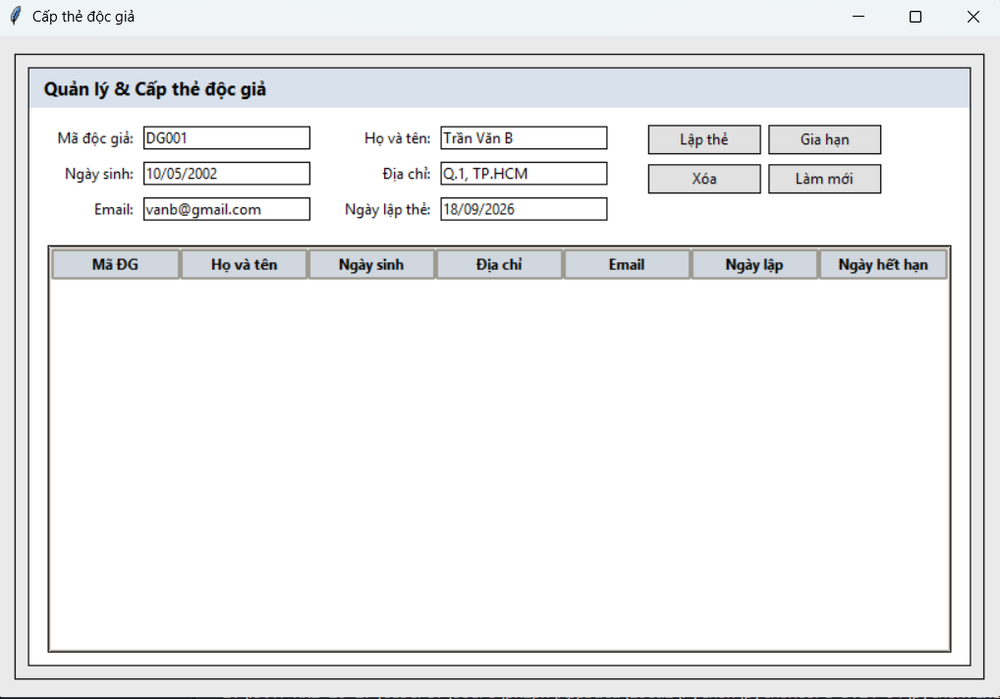 Cấp thẻ độc giả
Quản lý & Cấp thẻ độc giả
Mã độc giả: DG001 Họ và tên: Trần Văn B Lập thẻ Gia hạn
Ngày sinh: 10/05/2002 Địa chỉ: Q.1, TP.HCM Xóa Làm mới
Email: vanb@gmail.com Ngày lập thẻ: 18/09/2026
Mã ĐG Họ và tên Ngày sinh Địa chỉ Email Ngày lập Ngày hết hạn